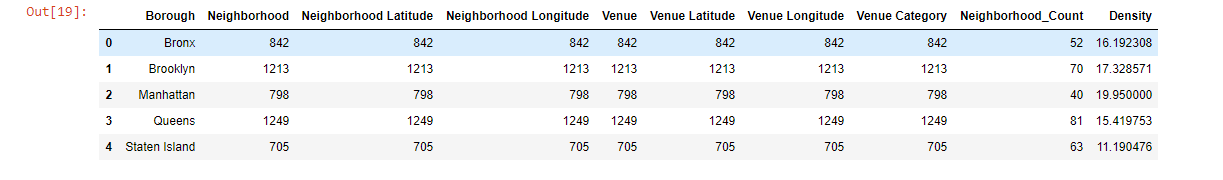 Out[19]:
Borough Neighborhood Neighborhood Latitude Neighborhood Longitude Venue Venue Latitude Venue Longitude Venue Category Neighborhood_Count Density
0 Bronx 842 842 842 842 842 842 842 52 16.192308
1 Brooklyn 1213 1213 1213 1213 1213 1213 1213 70 17.328571
2 Manhattan 798 798 798 798 798 798 798 40 19.950000
3 Queens 1249 1249 1249 1249 1249 1249 1249 81 15.419753
4 Staten Island 705 705 705 705 705 705 705 63 11.190476